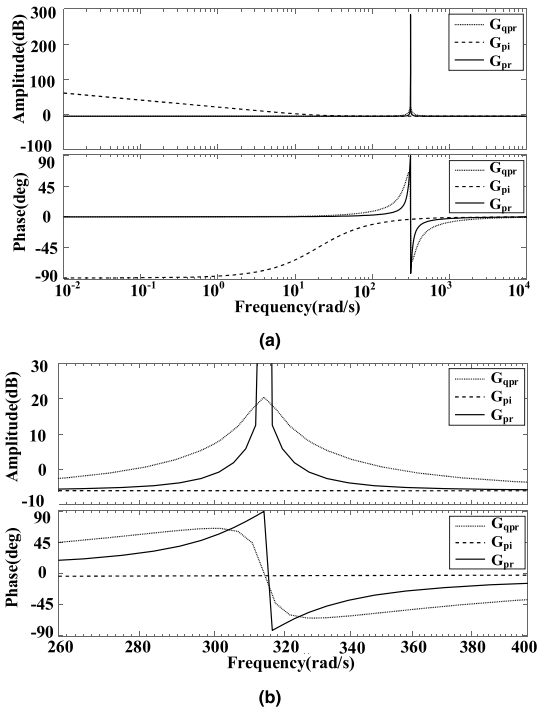 300
200
100
0
-100
Amplitude(dB)
G_qpr
G_pi
G_pr
90
45
0
-45
-90
Phase(deg)
G_qpr
G_pi
G_pr
10^-2 10^-1 10^0 10^1 10^2 10^3 10^4
Frequency(rad/s)
(a)
30
20
10
0
-10
Amplitude(dB)
G_qpr
G_pi
G_pr
90
45
0
-45
-90
Phase(deg)
G_qpr
G_pi
G_pr
260 280 300 320 340 360 380 400
Frequency(rad/s)
(b)